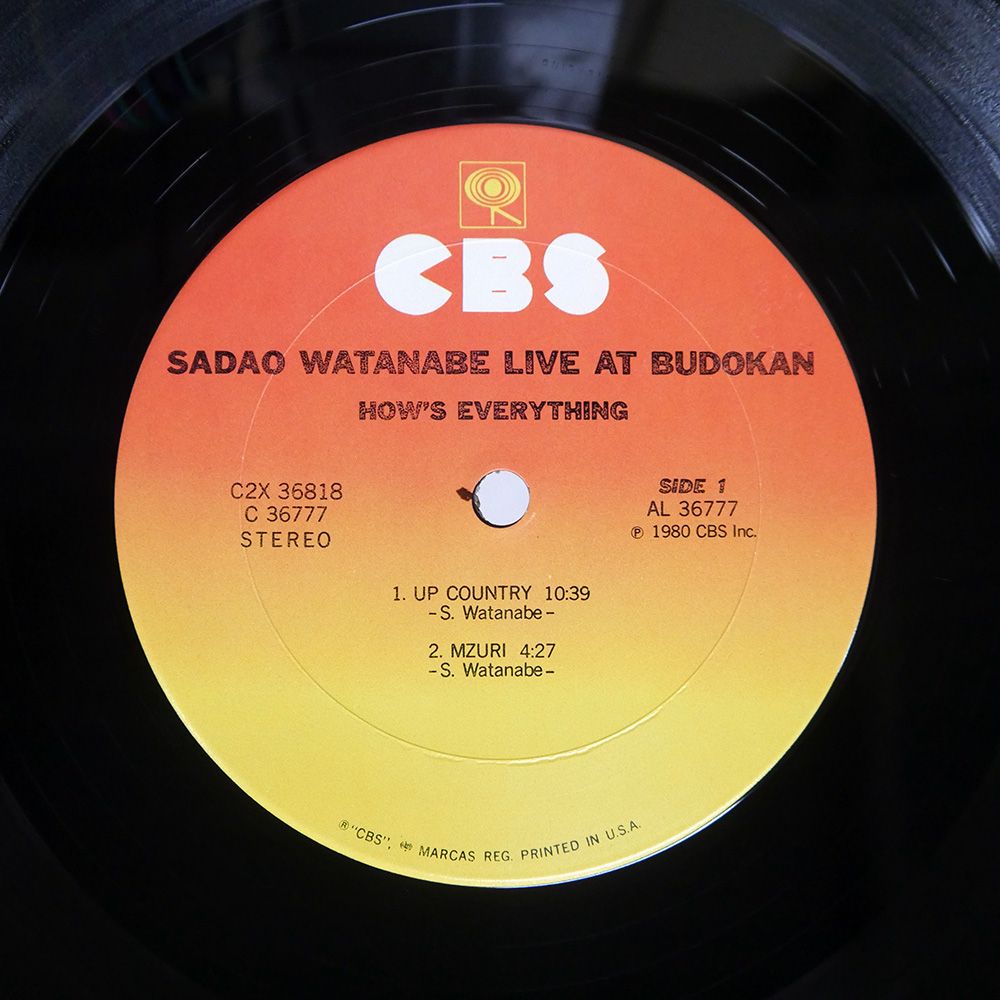 CBS
SADAO WATANABE LIVE AT BUDOKAN
HOW'S EVERYTHING
C2X 36818
C 36777
STEREO
SIDE 1
AL 36777
℗ 1980 CBS Inc.
1. UP COUNTRY 10:39
-S. Watanabe-
2. MZURI 4:27
-S. Watanabe-
® "CBS", MARCAS REG. PRINTED IN U.S.A.